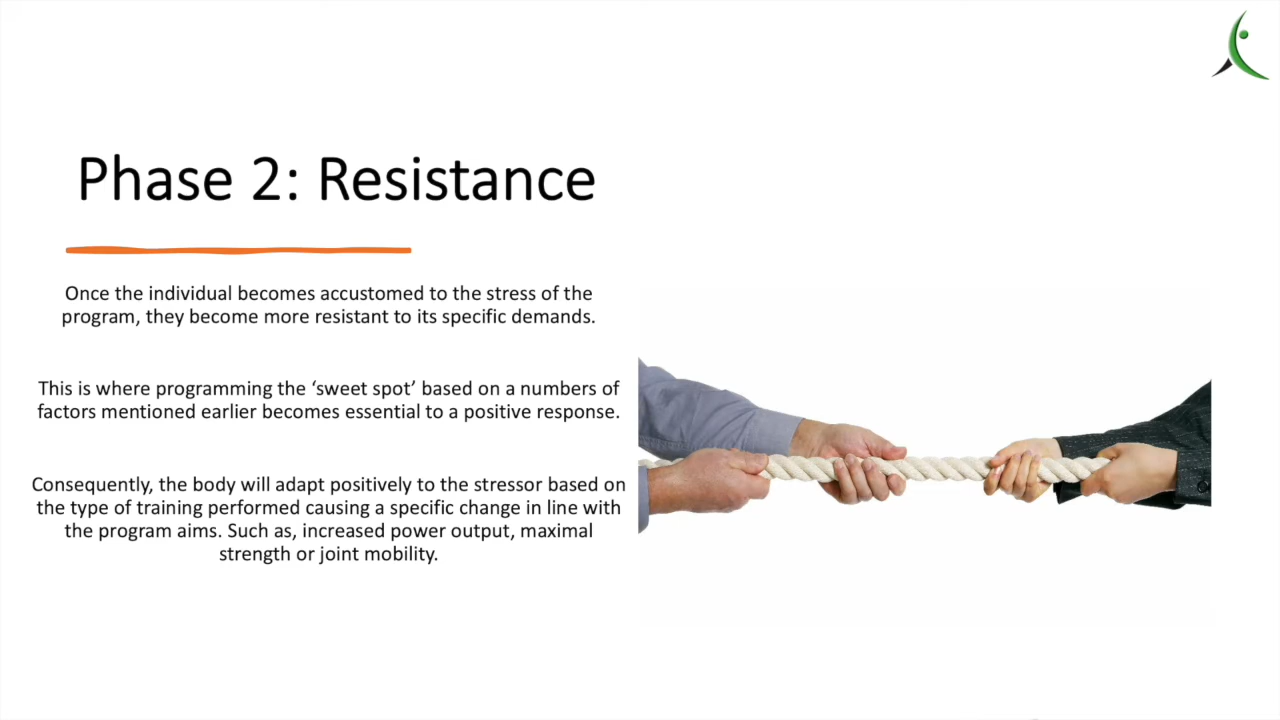 Phase 2: Resistance
Once the individual becomes accustomed to the stress of the
program, they become more resistant to its specific demands.
This is where programming the ‘sweet spot’ based on a numbers of
factors mentioned earlier becomes essential to a positive response.
Consequently, the body will adapt positively to the stressor based on
the type of training performed causing a specific change in line with
the program aims. Such as, increased power output, maximal
strength or joint mobility.